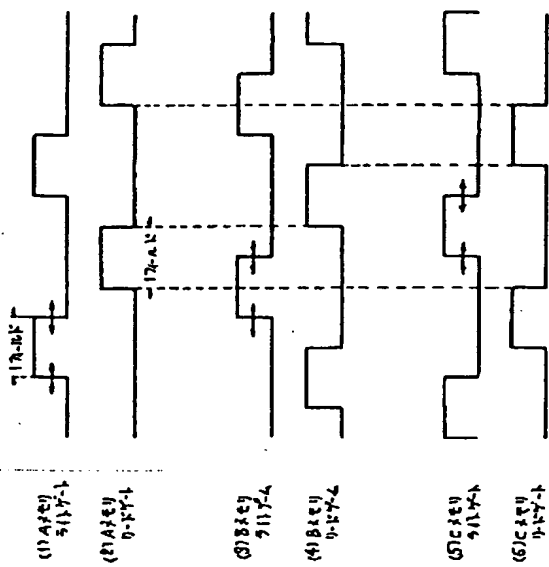 1フィールド
1フィールド
(1) Aメモリ
ライトゲート
(2) Aメモリ
リードゲート
(3) Bメモリ
ライトゲーム
(4) Bメモリ
リードゲーム
(5) Cメモリ
ライトゲート
(6) Cメモリ
リードゲート